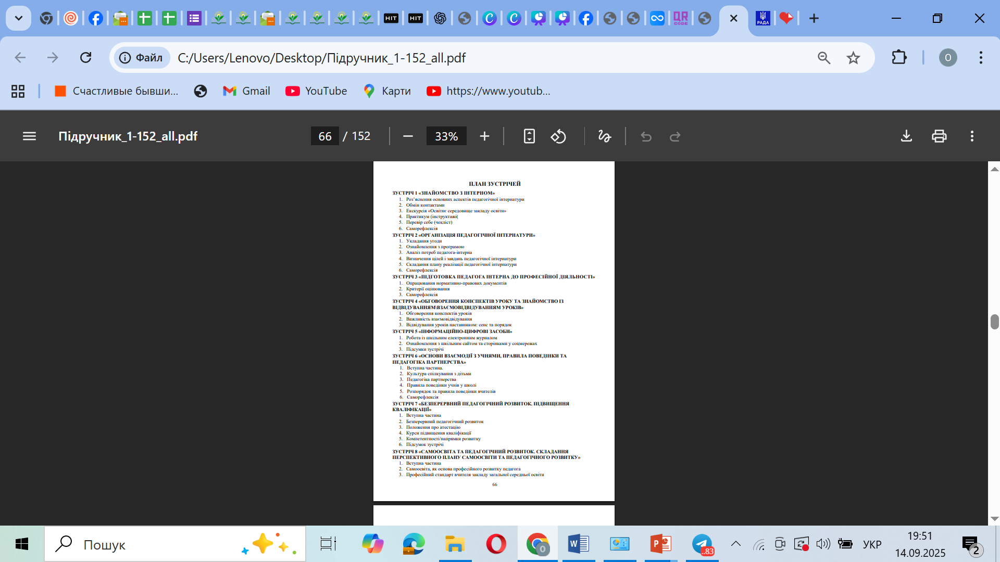 HIT
HIT
QR
CODE
РАДА
Файл
C:/Users/Lenovo/Desktop/Підручник_1-152_all.pdf
O
Счастливые бывши...
Gmail
YouTube
Карти
https://www.youtub...
Підручник_1-152_all.pdf
66 / 152
33%
ПЛАН ЗУСТРІЧЕЙ
ЗУСТРІЧ 1 «ЗНАЙОМСТВО З ІНТЕРНОМ»
1. Роз’яснення основних аспектів педагогічної інтернатури
2. Обмін контактами
3. Екскурсія «Освітнє середовище закладу освіти»
4. Практикум (інструктажі(
5. Перевір себе (чекліст)
6. Саморефлексія
ЗУСТРІЧ 2 «ОРГАНІЗАЦІЯ ПЕДАГОГІЧНОЇ ІНТЕРНАТУРИ»
1. Укладання угоди
2. Ознайомлення з програмою
3. Аналіз потреб педагога-інтерна
4. Визначення цілей і завдань педагогічної інтернатури
5. Складання плану реалізації педагогічної інтернатури
6. Саморефлексія
ЗУСТРІЧ 3 «ПІДГОТОВКА ПЕДАГОГА ІНТЕРНА ДО ПРОФЕСІЙНОЇ ДІЯЛЬНОСТІ»
1. Опрацювання нормативно-правових документів
2. Критерії оцінювання
3. Саморефлексія
ЗУСТРІЧ 4 «ОБГОВОРЕННЯ КОНСПЕКТІВ УРОКУ ТА ЗНАЙОМСТВО ІЗ
ВІДВІДУВАННЯМ\ВЗАЄМОВІДВІДУВАННЯМ УРОКІВ»
1. Обговорення конспектів уроків
2. Важливість взаємовідвідування
3. Відвідування уроків наставником: сенс та порядок
ЗУСТРІЧ 5 «ІНФОРМАЦІЙНО-ЦИФРОВІ ЗАСОБИ»
1. Робота із шкільним електронним журналом
2. Ознайомлення з шкільним сайтом та сторінками у соцмережах
3. Підсумки зустрічі
ЗУСТРІЧ 6 «ОСНОВИ ВЗАЄМОДІЇ З УЧНЯМИ, ПРАВИЛА ПОВЕДІНКИ ТА
ПЕДАГОГІКА ПАРТНЕРСТВА»
1. Вступна частина.
2. Культура спілкування з дітьми
3. Педагогіка партнерства
4. Правила поведінки учнів у школі
5. Розпорядок та правила поведінки вчителів
6. Саморефлексія
ЗУСТРІЧ 7 «БЕЗПЕРЕРВНИЙ ПЕДАГОГІЧНИЙ РОЗВИТОК. ПІДВИЩЕННЯ
КВАЛІФІКАЦІЇ»
1. Вступна частина
2. Безперервний педагогічний розвиток
3. Положення про атестацію
4. Курси підвищення кваліфікації
5. Компетентності/напрямки розвитку
6. Підсумок зустрічі
ЗУСТРІЧ 8 «САМООСВІТА ТА ПЕДАГОГІЧНИЙ РОЗВИТОК. СКЛАДАННЯ
ПЕРСПЕКТИВНОГО ПЛАНУ САМООСВІТИ ТА ПЕДАГОГІЧНОГО РОЗВИТКУ»
1. Вступна частина
2. Самоосвіта, як основа професійного розвитку педагога
3. Професійний стандарт вчителя закладу загальної середньої освіти
66
Пошук
O
W
P
..83
УКР
19:51
14.09.2025
2